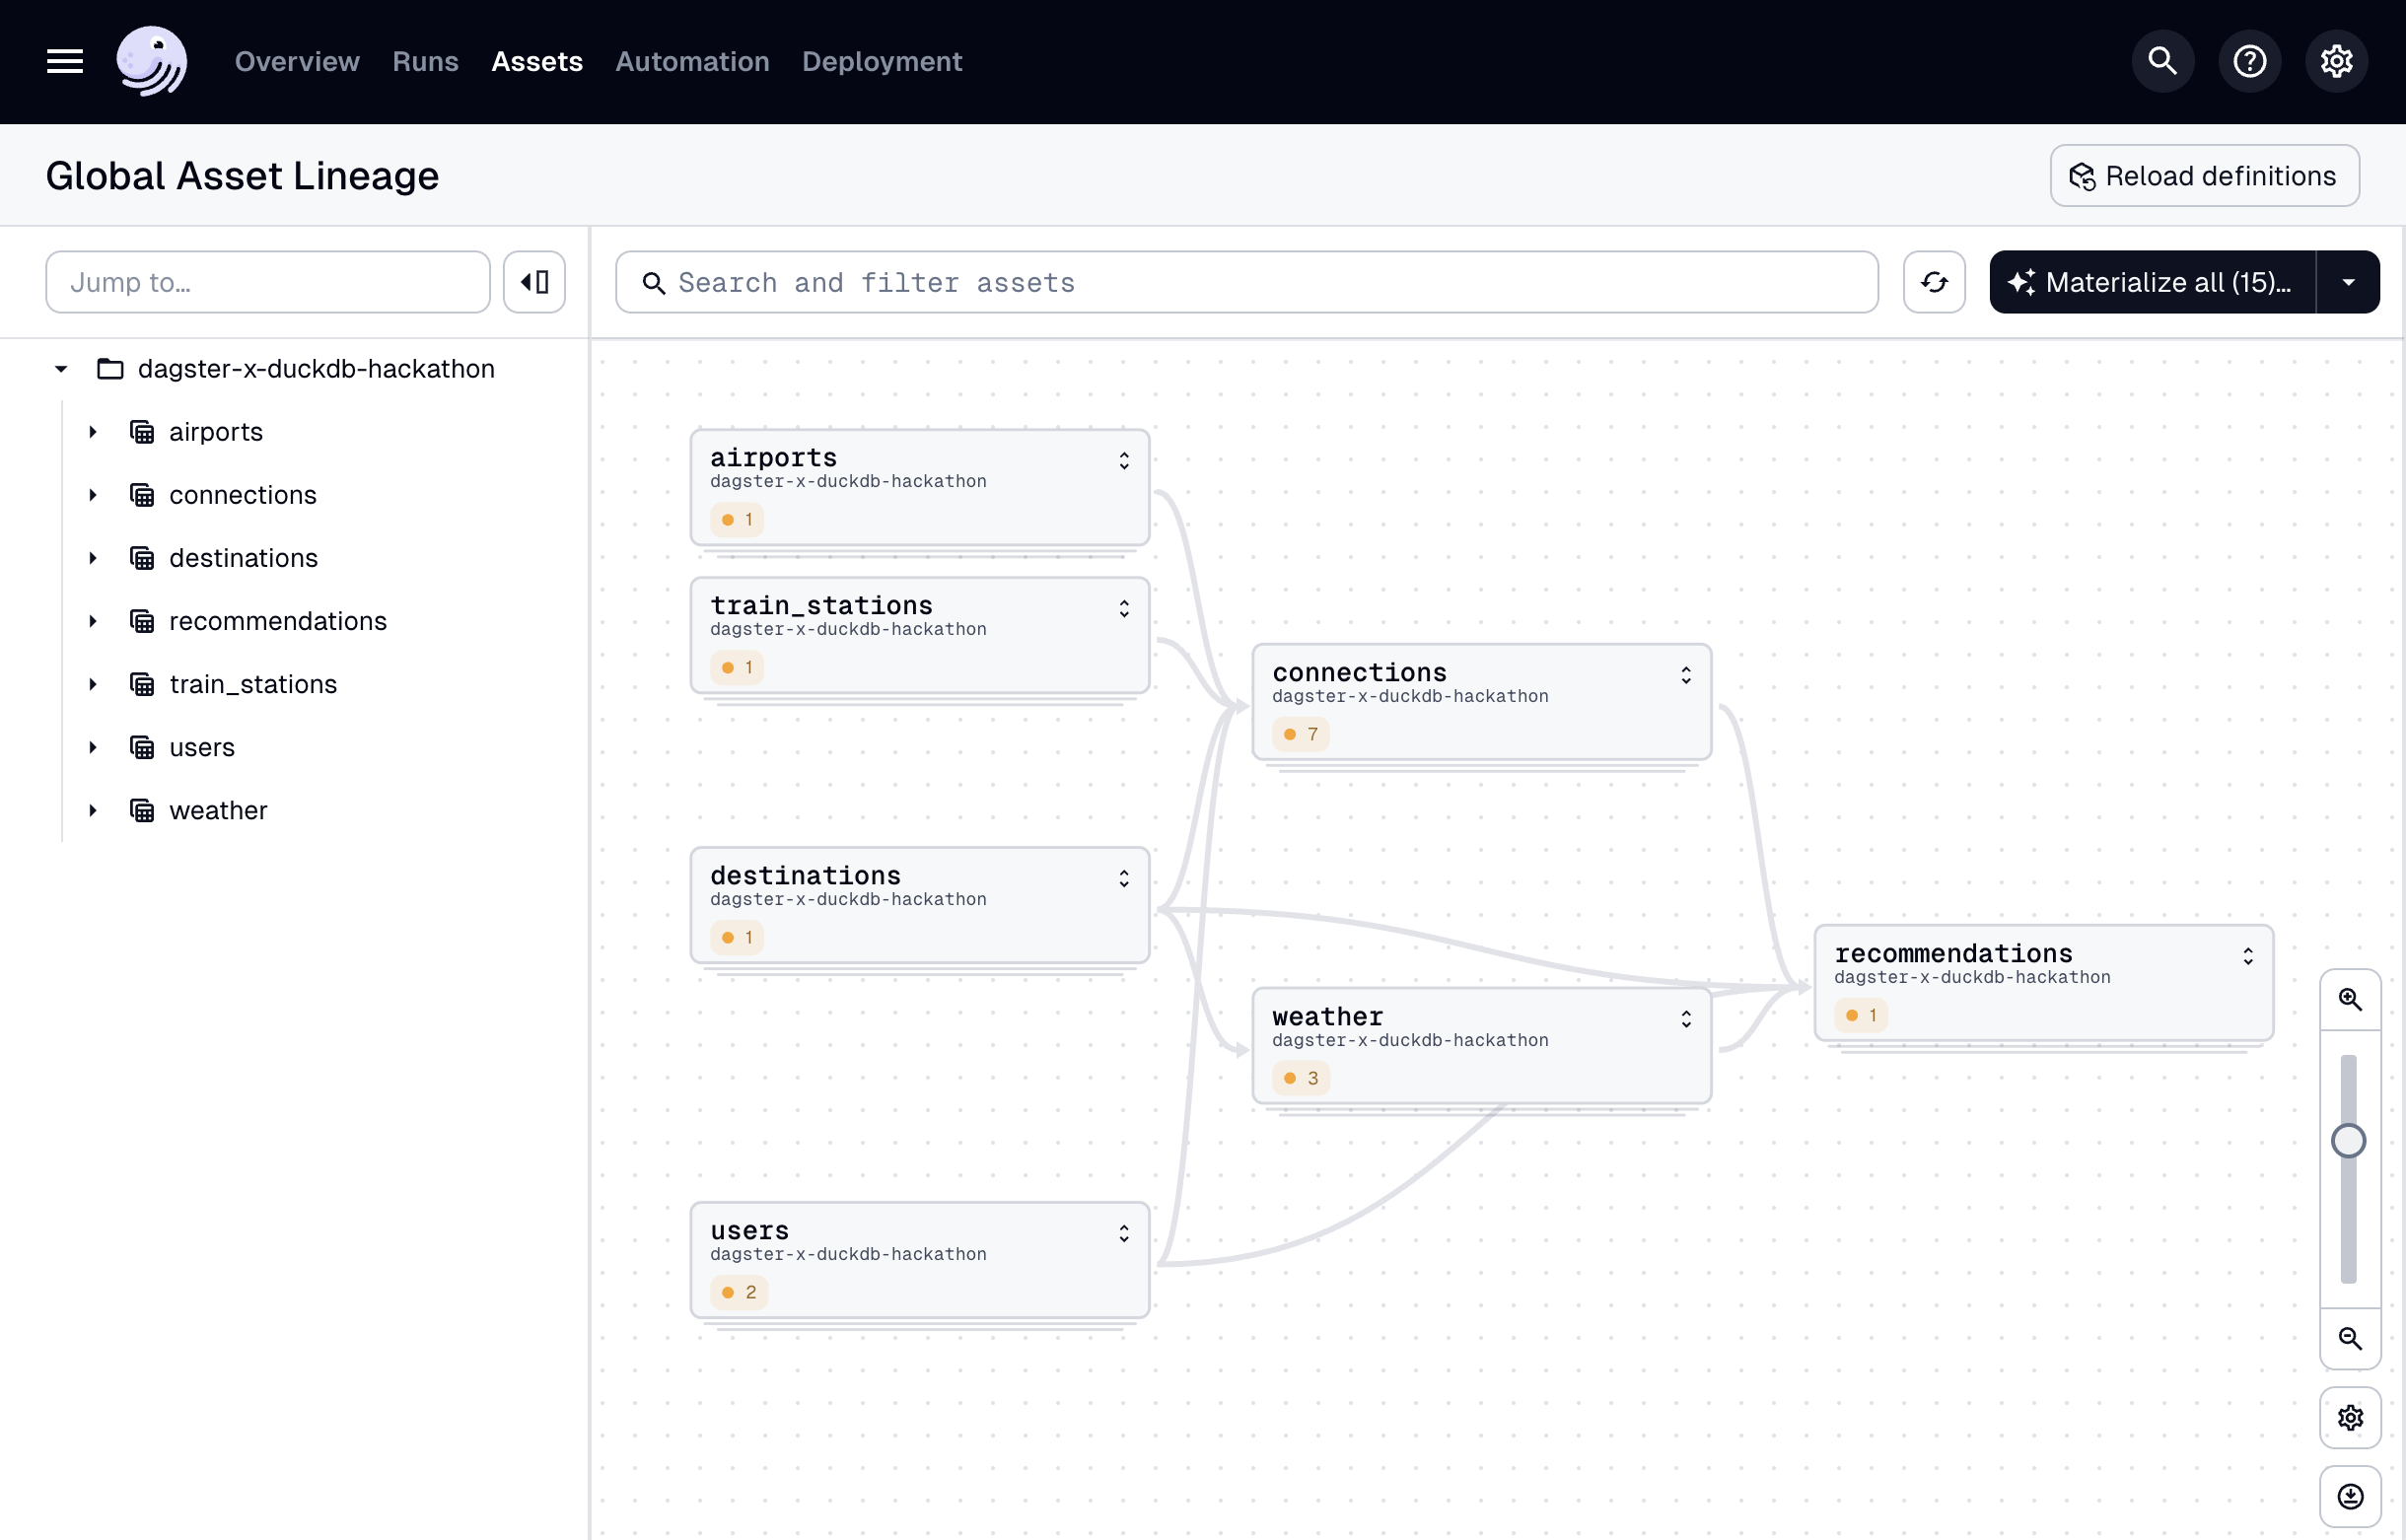 Overview Runs Assets Automation Deployment
Global Asset Lineage
Reload definitions
Jump to...
Search and filter assets
Materialize all (15)...
dagster-x-duckdb-hackathon
airports
connections
destinations
recommendations
train_stations
users
weather
airports
dagster-x-duckdb-hackathon
1
train_stations
dagster-x-duckdb-hackathon
1
connections
dagster-x-duckdb-hackathon
7
destinations
dagster-x-duckdb-hackathon
1
recommendations
dagster-x-duckdb-hackathon
1
weather
dagster-x-duckdb-hackathon
3
users
dagster-x-duckdb-hackathon
2